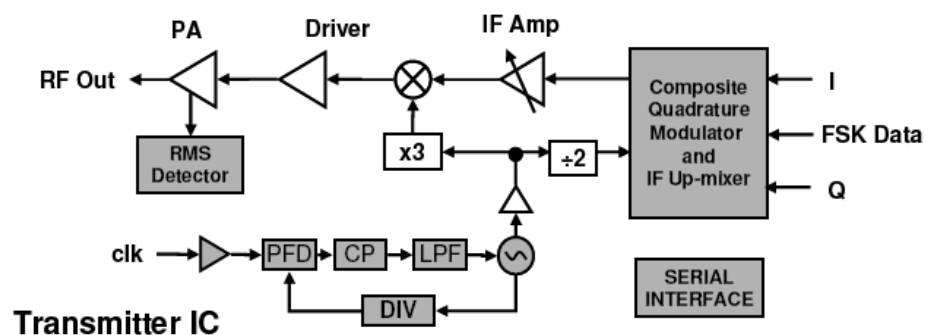 PA
Driver
IF Amp
RF Out
Composite
Quadrature
Modulator
and
IF Up-mixer
I
FSK Data
Q
x3
÷2
RMS
Detector
clk
PFD
CP
LPF
DIV
SERIAL
INTERFACE
Transmitter IC